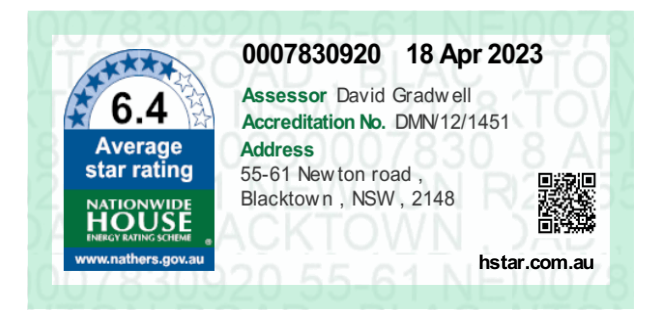 0007830920 18 Apr 2023
6.4
Average
star rating
NATIONWIDE
HOUSE
ENERGY RATING SCHEME
www.nathers.gov.au
Assessor David Gradwell
Accreditation No. DMN/12/1451
Address
55-61 Newton road ,
Blacktown , NSW , 2148
hstar.com.au